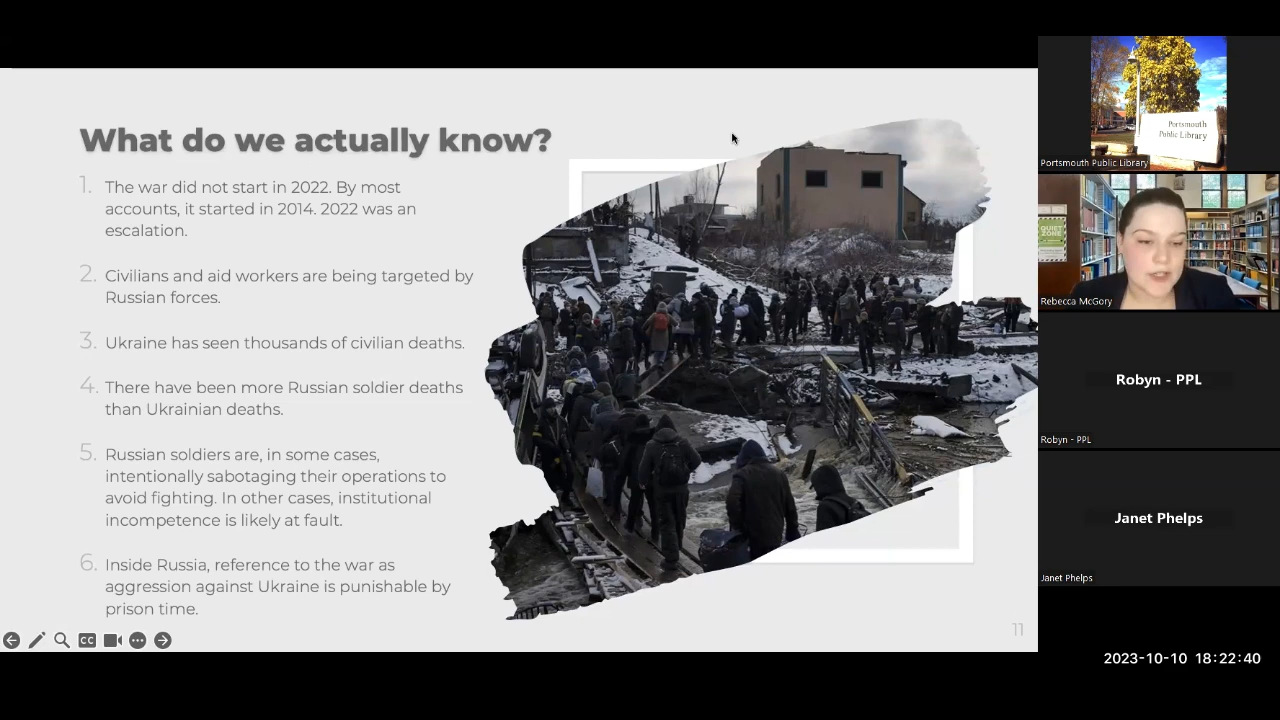 What do we actually know?
1. The war did not start in 2022. By most
accounts, it started in 2014. 2022 was an
escalation.
2. Civilians and aid workers are being targeted by
Russian forces.
3. Ukraine has seen thousands of civilian deaths.
4. There have been more Russian soldier deaths
than Ukrainian deaths.
5. Russian soldiers are, in some cases,
intentionally sabotaging their operations to
avoid fighting. In other cases, institutional
incompetence is likely at fault.
6. Inside Russia, reference to the war as
aggression against Ukraine is punishable by
prison time.
CC
11
Portsmouth
Public Library
Portsmouth Public Library
QUIET
ZONE
Rebecca McGory
Robyn - PPL
Robyn - PPL
Janet Phelps
Janet Phelps
2023-10-10 18:22:40